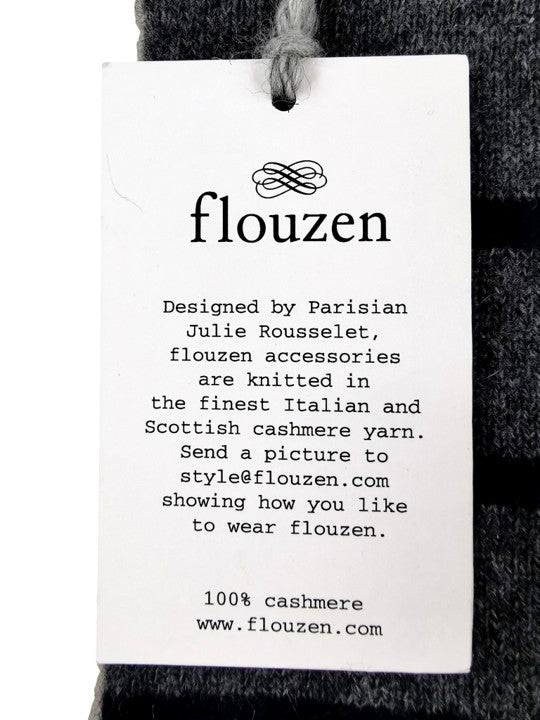 flouzen
Designed by Parisian
Julie Rousselet,
flouzen accessories
are knitted in
the finest Italian and
Scottish cashmere yarn.
Send a picture to
style@flouzen.com
showing how you like
to wear flouzen.
100% cashmere
www.flouzen.com